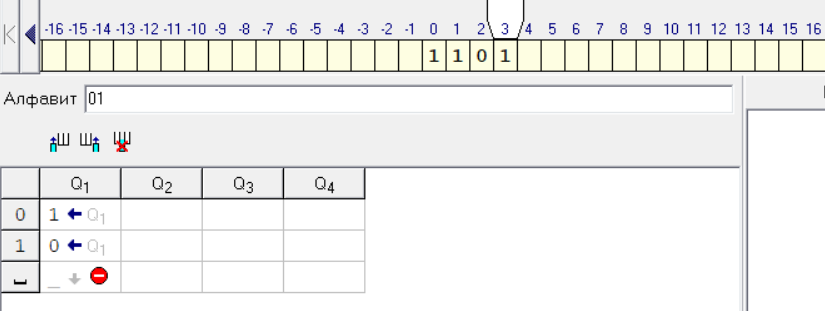 -16 -15 -14 -13 -12 -11 -10 -9 -8 -7 -6 -5 -4 -3 -2 -1 0 1 2 3 4 5 6 7 8 9 10 11 12 13 14 15 16
1 1 0 1
Алфавит 01
Q1 Q2 Q3 Q4
0 1 ← Q1
1 0 ← Q1
␣ _ ↓